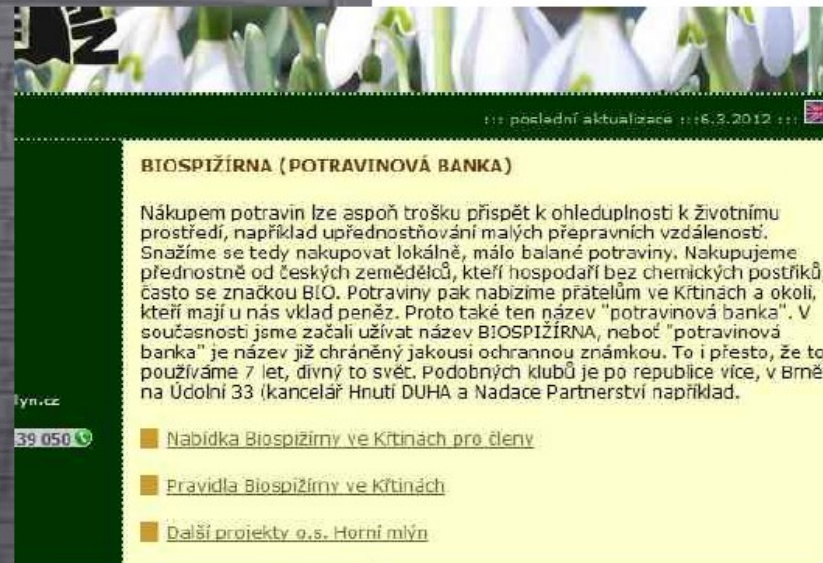 ::: poslední aktualizace :::6.3.2012 :::
BIOSPIŽÍRNA (POTRAVINOVÁ BANKA)
Nákupem potravin lze aspoň trošku přispět k ohleduplnosti k životnímu
prostředí, například upřednostňování malých přepravních vzdáleností.
Snažíme se tedy nakupovat lokálně, málo balané potraviny. Nakupujeme
přednostně od českých zemědělců, kteří hospodaří bez chemických postřiků
často se značkou BIO. Potraviny pak nabízíme přátelům ve Křtinách a okolí,
kteří mají u nás vklad peněz. Proto také ten název "potravinová banka". V
současnosti jsme začali užívat název BIOSPIŽÍRNA, neboť "potravinová
banka" je název již chráněný jakousi ochrannou známkou. To i přesto, že to
používáme 7 let, divný to svět. Podobných klubů je po republice více, v Brně
na Údolní 33 (kancelář Hnutí DUHA a Nadace Partnerství například.
lyn.cz
39 050
Nabídka Biospižírny ve Křtinách pro členy
Pravidla Biospižírny ve Křtinách
Další projekty o.s. Horní mlýn